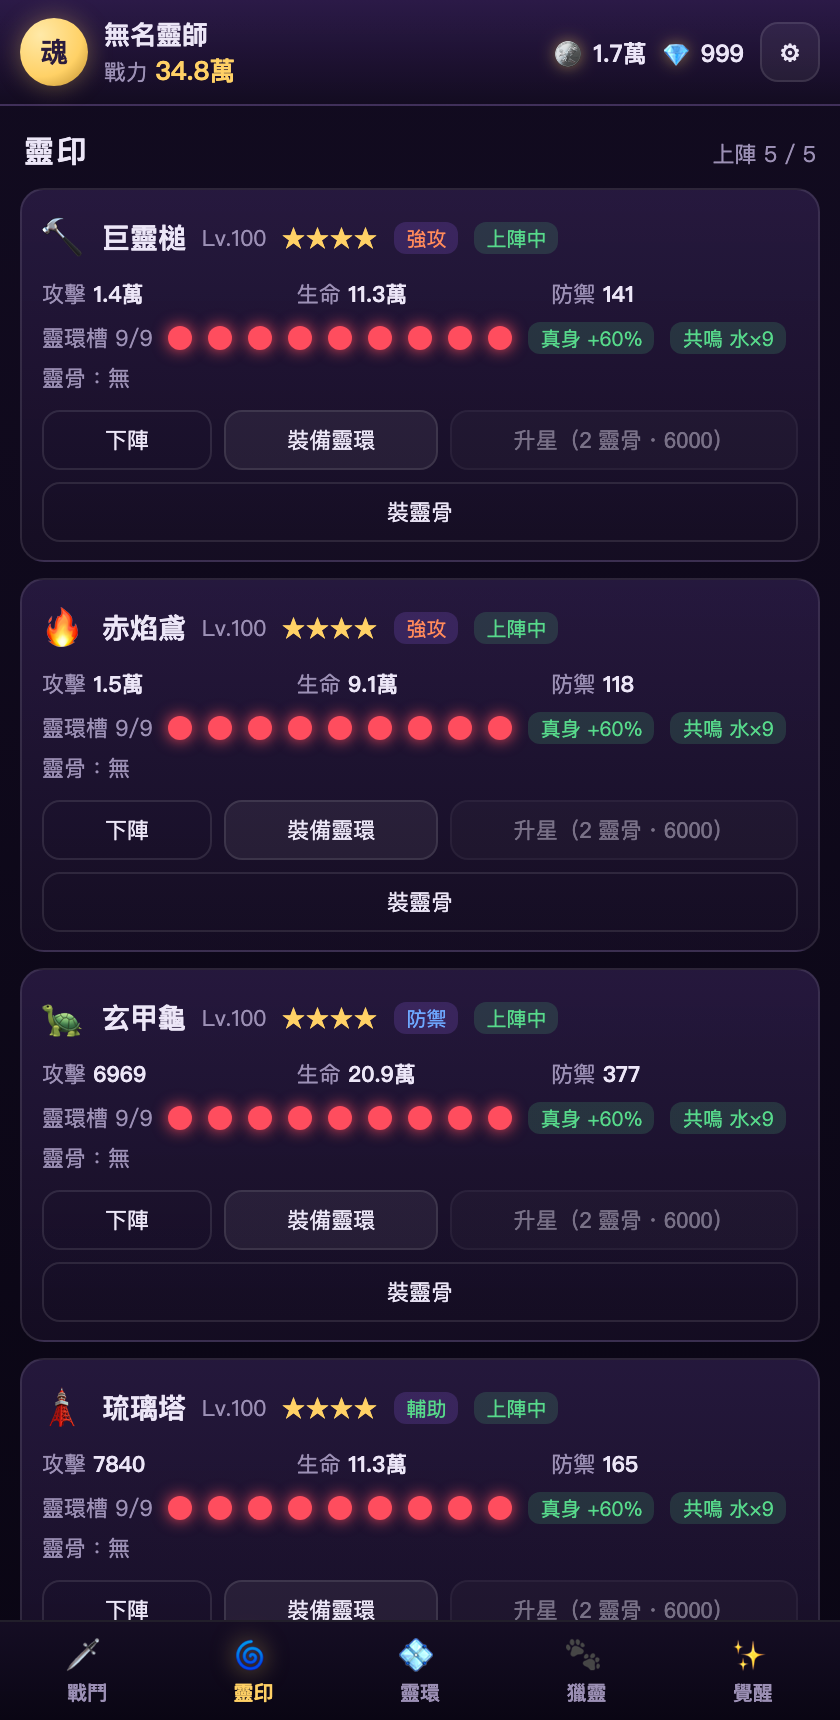 魂 無名靈師
戰力 34.8萬
1.7萬 999
靈印 上陣 5 / 5
巨靈槌 Lv.100 ★★★★ 強攻 上陣中
攻擊 1.4萬 生命 11.3萬 防禦 141
靈環槽 9/9 真身 +60% 共鳴 水×9
靈骨：無
下陣 裝備靈環 升星（2 靈骨 · 6000）
裝靈骨
赤焰鳶 Lv.100 ★★★★ 強攻 上陣中
攻擊 1.5萬 生命 9.1萬 防禦 118
靈環槽 9/9 真身 +60% 共鳴 水×9
靈骨：無
下陣 裝備靈環 升星（2 靈骨 · 6000）
裝靈骨
玄甲龜 Lv.100 ★★★★ 防禦 上陣中
攻擊 6969 生命 20.9萬 防禦 377
靈環槽 9/9 真身 +60% 共鳴 水×9
靈骨：無
下陣 裝備靈環 升星（2 靈骨 · 6000）
裝靈骨
琉璃塔 Lv.100 ★★★★ 輔助 上陣中
攻擊 7840 生命 11.3萬 防禦 165
靈環槽 9/9 真身 +60% 共鳴 水×9
靈骨：無
下陣 裝備靈環 升星（2 靈骨 · 6000）
戰鬥 靈印 靈環 獵靈 覺醒